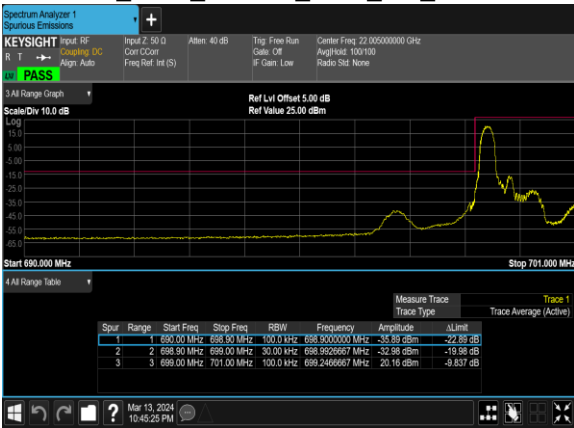 Spectrum Analyzer 1
Spurious Emissions
+
KEYSIGHT Input: RF Input Z: 50 Ω Atten: 40 dB Trig: Free Run Center Freq: 22.005000000 GHz
R T Coupling: DC Corr CCorr Gate: Off Avg|Hold: 100/100
Align: Auto Freq Ref: Int (S) IF Gain: Low Radio Std: None
LXI PASS
3 All Range Graph
Ref Lvl Offset 5.00 dB
Scale/Div 10.0 dB Ref Value 25.00 dBm
Log
15.0
5.00
-5.00
-15.0
-25.0
-35.0
-45.0
-55.0
-65.0
Start 690.000 MHz Stop 701.000 MHz
4 All Range Table
Measure Trace Trace 1
Trace Type Trace Average (Active)
Spur Range Start Freq Stop Freq RBW Frequency Amplitude ΔLimit
1 1 690.00 MHz 698.90 MHz 100.0 kHz 698.9000000 MHz -35.89 dBm -22.89 dB
2 2 698.90 MHz 699.00 MHz 30.00 kHz 698.9926667 MHz -32.98 dBm -19.98 dB
3 3 699.00 MHz 701.00 MHz 100.0 kHz 699.2466667 MHz 20.16 dBm -9.837 dB
? Mar 13, 2024
10:45:25 PM